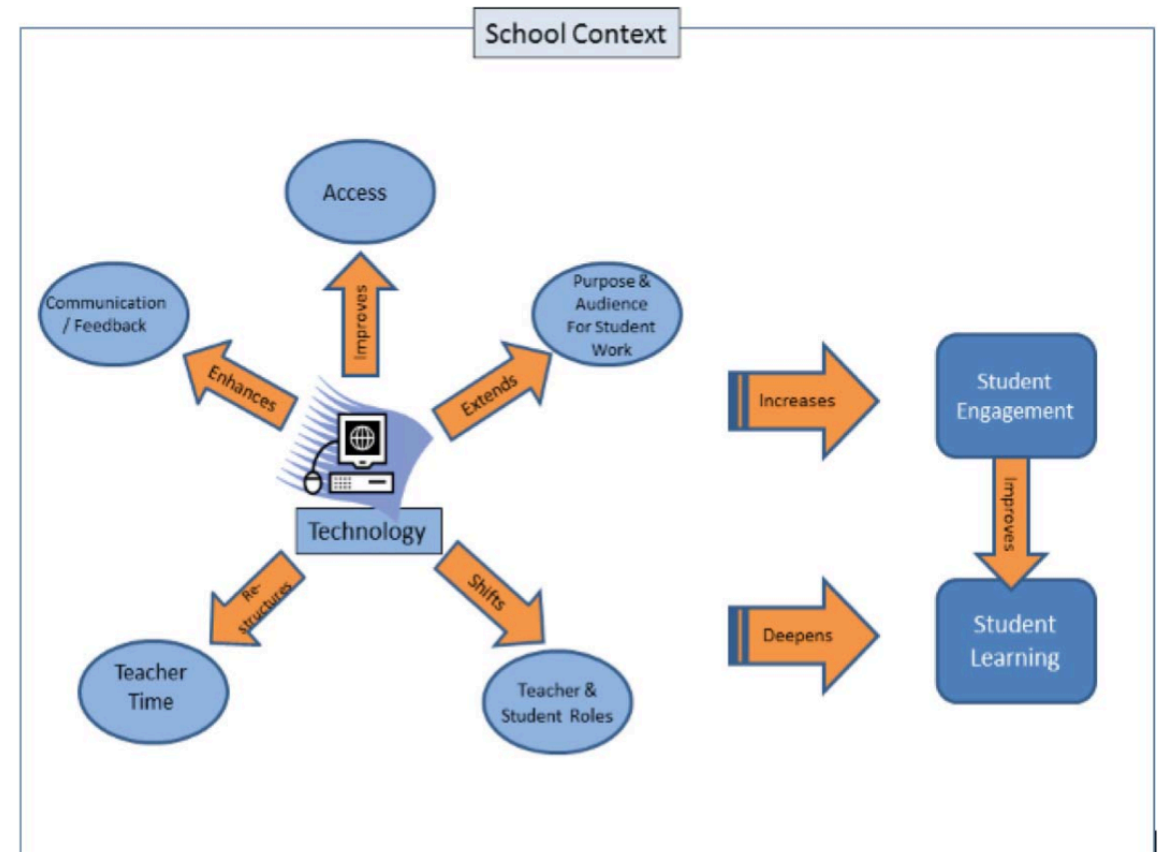 School Context
Access
Improves
Communication
/ Feedback
Enhances
Purpose &
Audience
For Student
Work
Extends
Technology
Re-
structures
Shifts
Teacher
Time
Teacher &
Student Roles
Increases
Student
Engagement
Improves
Deepens
Student
Learning